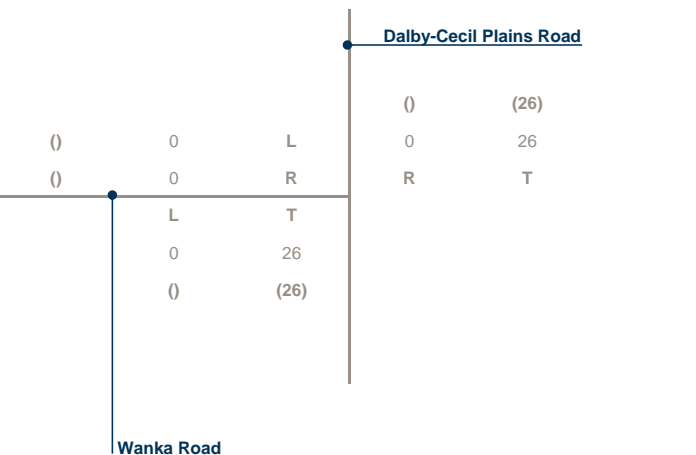 Dalby-Cecil Plains Road
() (26)
() 0 L 0 26
() 0 R R T
L T
0 26
() (26)
Wanka Road